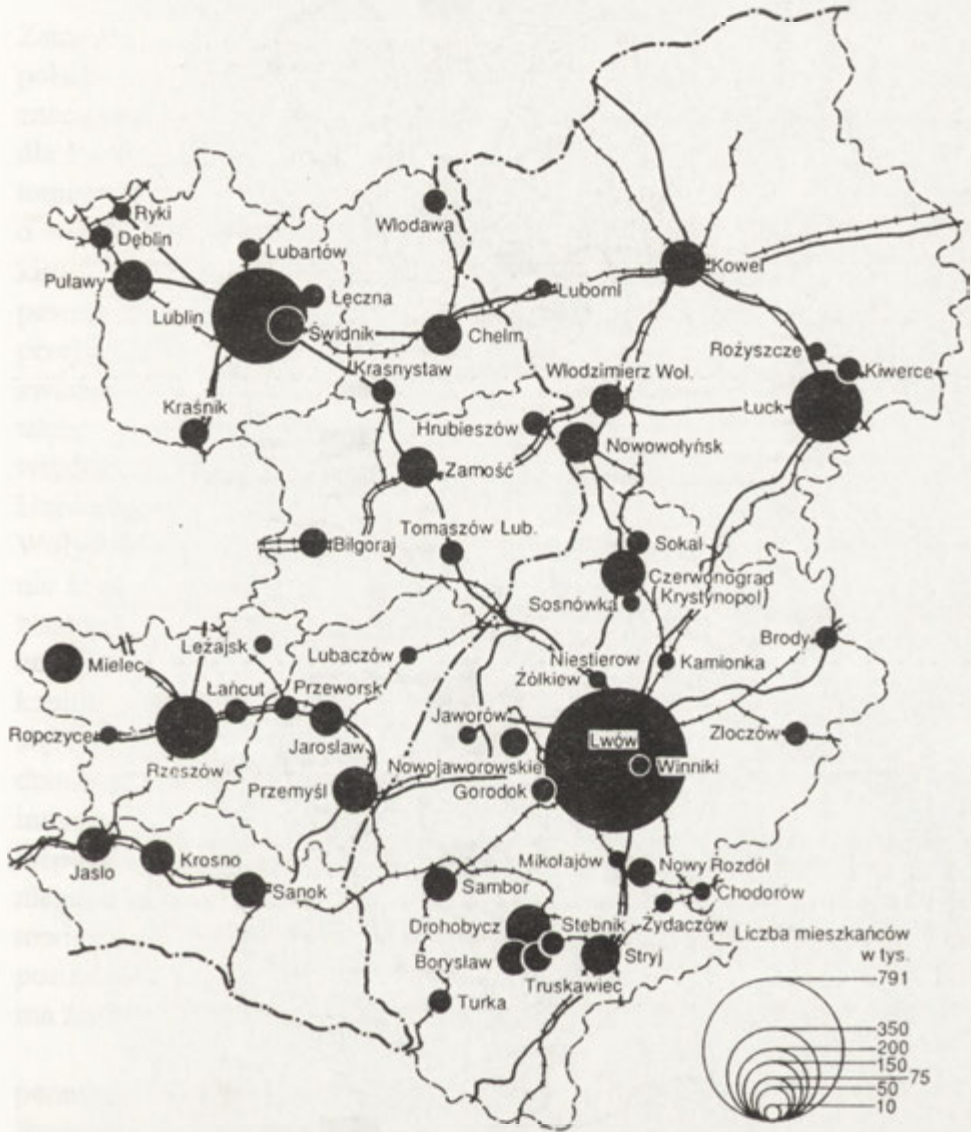 Ryki
Dęblin
Puławy
Lubartów
Łęczna
Lublin
Świdnik
Włodawa
Chełm
Luboml
Kowel
Rożyszcze
Kiwerce
Łuck
Krasnystaw
Kraśnik
Włodzimierz Wol.
Hrubieszów
Nowowołyńsk
Zamość
Biłgoraj
Tomaszów Lub.
Sokal
Czerwonograd
(Krystynopol)
Sosnówka
Brody
Mielec
Leżajsk
Lubaczów
Niestierow
Żółkiew
Kamionka
Łańcut
Przeworsk
Ropczyce
Rzeszów
Jarosław
Jaworów
Lwów
Złoczów
Nowojaworowskie
Winniki
Przemyśl
Gorodok
Jasło
Krosno
Sanok
Sambor
Mikołajów
Nowy Rozdół
Chodorów
Żydaczów
Drohobycz
Stebnik
Borysław
Stryj
Truskawiec
Turka
Liczba mieszkańców
w tys.
791
350
200
150
75
50
10